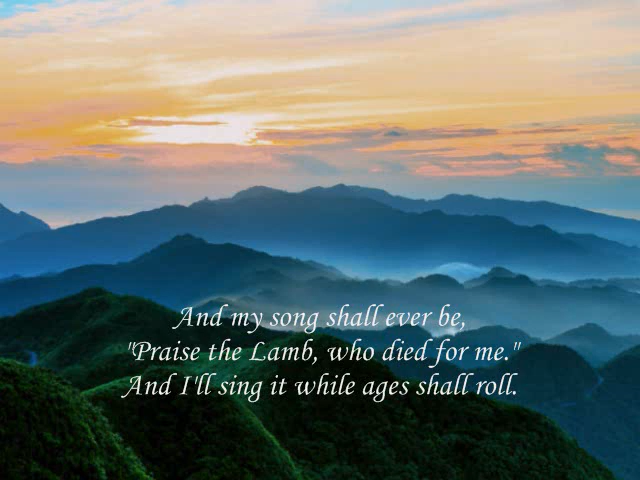 And my song shall ever be,
"Praise the Lamb, who died for me."
And I'll sing it while ages shall roll.